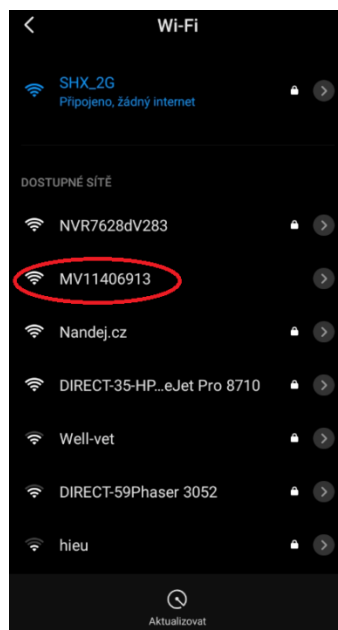 Wi-Fi
SHX_2G
Připojeno, žádný internet
DOSTUPNÉ SÍTĚ
NVR7628dV283
MV11406913
Nandej.cz
DIRECT-35-HP...eJet Pro 8710
Well-vet
DIRECT-59Phaser 3052
hieu
Aktualizovat